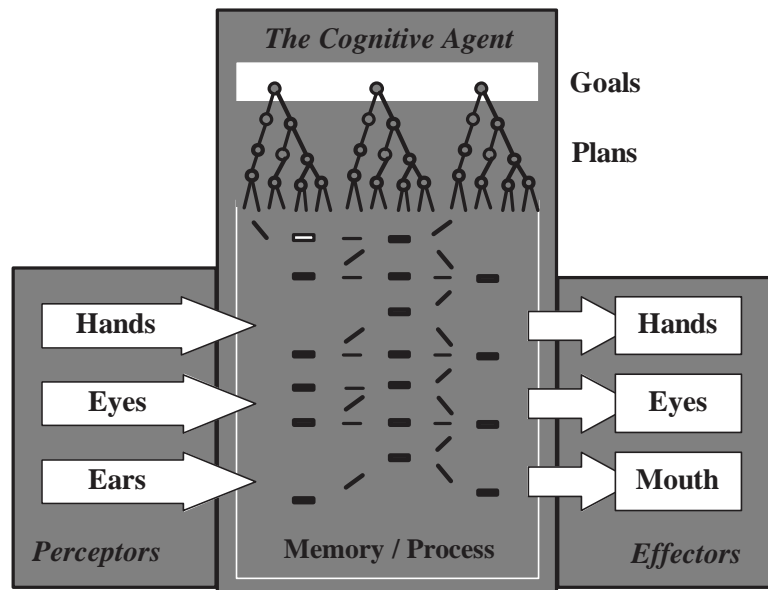 The Cognitive Agent
Goals
Plans
Hands
Eyes
Ears
Perceptors
Memory / Process
Hands
Eyes
Mouth
Effectors